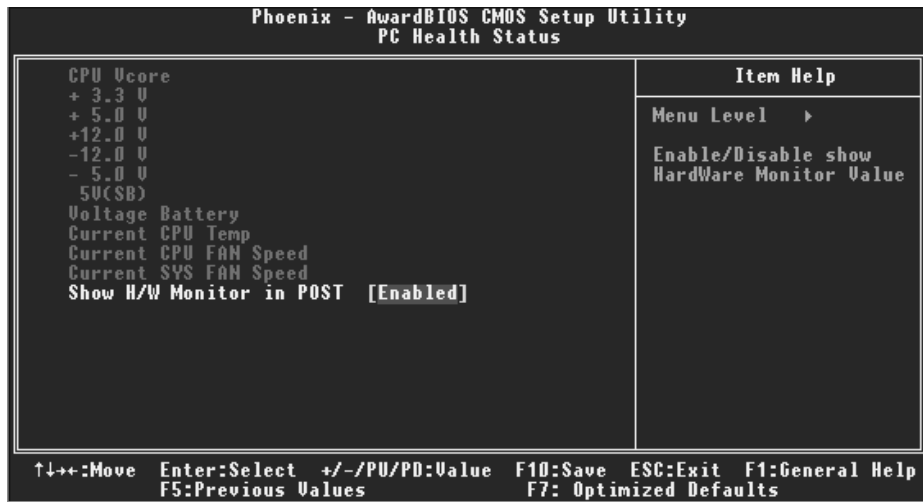 Phoenix - AwardBIOS CMOS Setup Utility
PC Health Status
CPU Vcore
+ 3.3 V
+ 5.0 V
+12.0 V
-12.0 V
- 5.0 V
5V(SB)
Voltage Battery
Current CPU Temp
Current CPU FAN Speed
Current SYS FAN Speed
Show H/W Monitor in POST [Enabled]
Item Help
Menu Level ▸
Enable/Disable show
HardWare Monitor Value
↑↓→←:Move Enter:Select +/-/PU/PD:Value F10:Save ESC:Exit F1:General Help
F5:Previous Values F7: Optimized Defaults